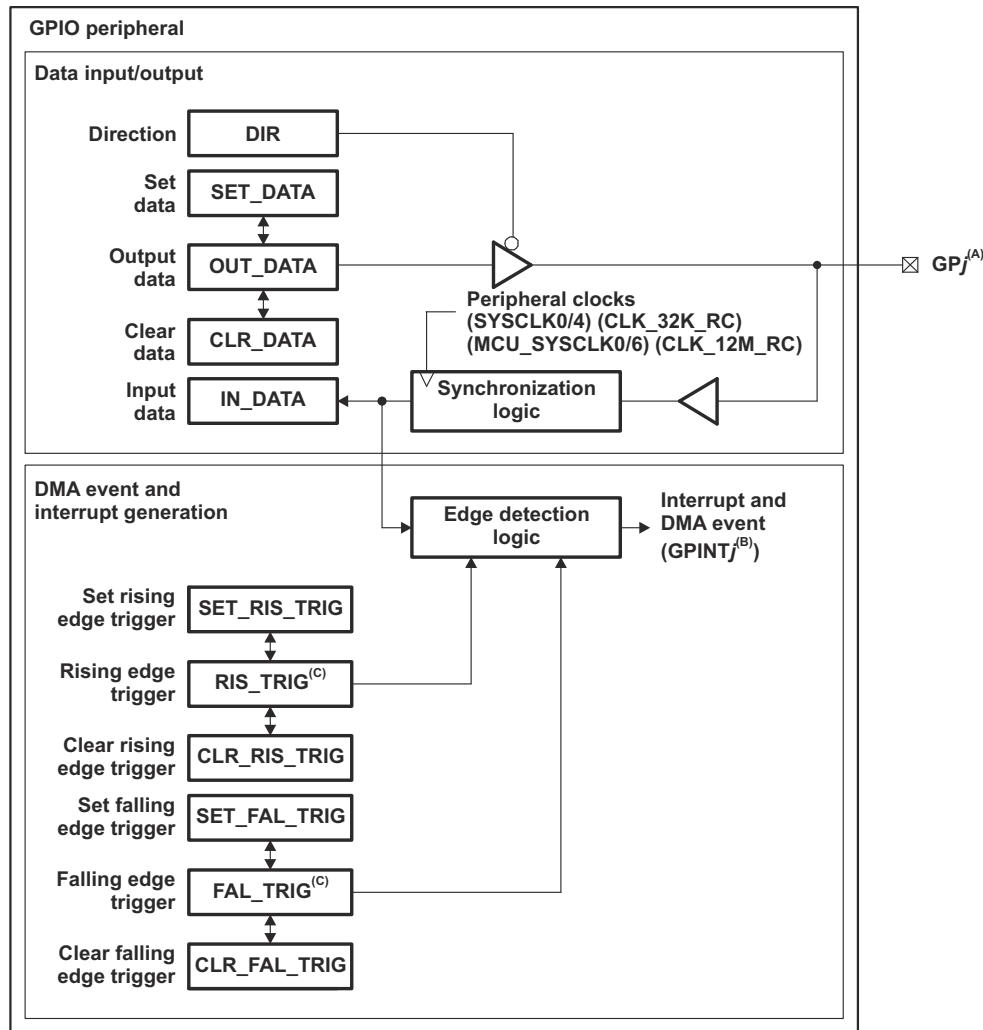 GPIO peripheral
Data input/output
Direction
DIR
Set
data
SET_DATA
Output
data
OUT_DATA
GPj(A)
Clear
data
CLR_DATA
Peripheral clocks
(SYSCLK0/4) (CLK_32K_RC)
(MCU_SYSCLK0/6) (CLK_12M_RC)
Input
data
IN_DATA
Synchronization
logic
DMA event and
interrupt generation
Edge detection
logic
Interrupt and
DMA event
(GPINTj(B))
Set rising
edge trigger
SET_RIS_TRIG
Rising edge
trigger
RIS_TRIG(C)
Clear rising
edge trigger
CLR_RIS_TRIG
Set falling
edge trigger
SET_FAL_TRIG
Falling edge
trigger
FAL_TRIG(C)
Clear falling
edge trigger
CLR_FAL_TRIG